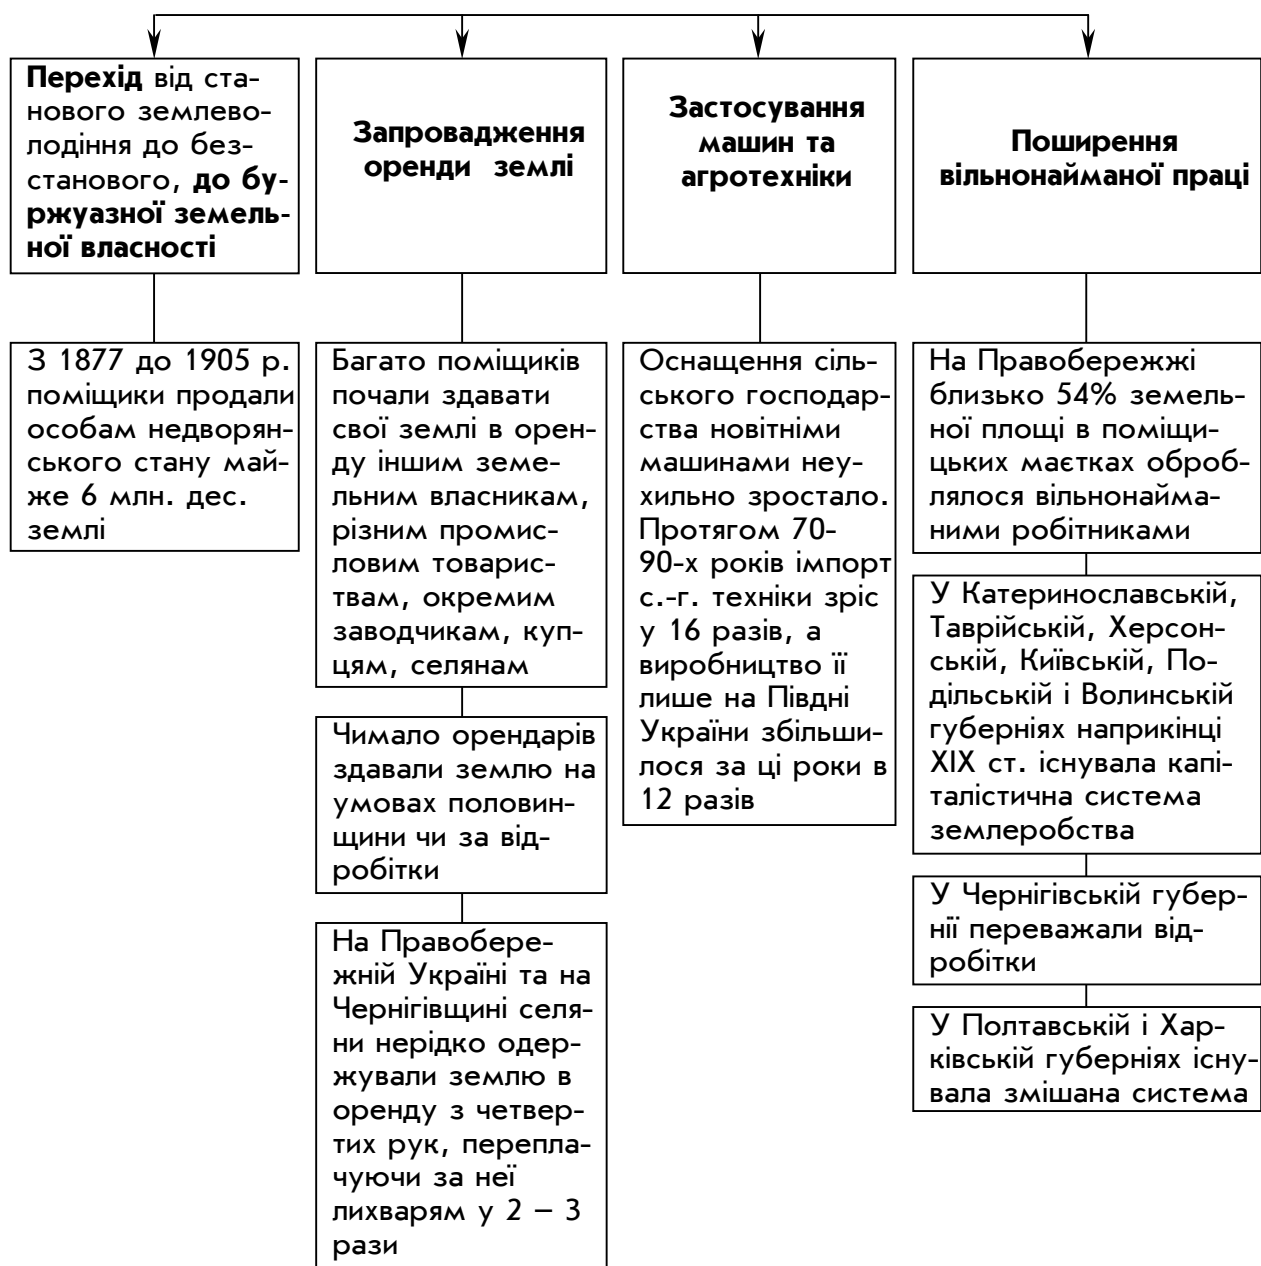 Перехід від ста-
нового землево-
лодіння до без-
станового, до бу-
ржуазної земель-
ної власності
З 1877 до 1905 р.
поміщики продали
особам недворян-
ського стану май-
же 6 млн. дес.
землі
Запровадження
оренди землі
Багато поміщиків
почали здавати
свої землі в орен-
ду іншим земе-
льним власникам,
різним промис-
ловим товарис-
твам, окремим
заводчикам, куп-
цям, селянам
Чимало орендарів
здавали землю на
умовах половин-
щини чи за від-
робітки
На Правобере-
жній Україні та на
Чернігівщині селя-
ни нерідко одер-
жували землю в
оренду з четвер-
тих рук, перепла-
чуючи за неї
лихварям у 2 – 3
рази
Застосування
машин та
агротехніки
Оснащення сіль-
ського господар-
ства новітніми
машинами неу-
хильно зростало.
Протягом 70-
90-х років імпорт
с.-г. техніки зріс
у 16 разів, а
виробництво її
лише на Півдні
України збільши-
лося за ці роки в
12 разів
Поширення
вільнонайманої праці
На Правобережжі
близько 54% земель-
ної площі в поміщи-
цьких маєтках оброб-
лялося вільнонайма-
ними робітниками
У Катеринославській,
Таврійській, Херсон-
ській, Київській, По-
дільській і Волинській
губерніях наприкінці
XIX ст. існувала капі-
талістична система
землеробства
У Чернігівській губер-
нії переважали від-
робітки
У Полтавській і Хар-
ківській губерніях існу-
вала змішана система